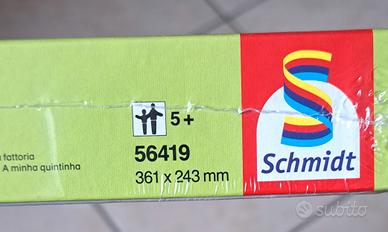 fattoria
A minha quintinha
5+
56419
361 x 243 mm
Schmidt
subito